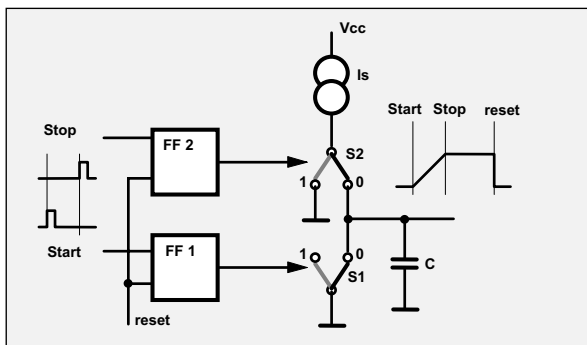 Vcc
Is
Start Stop reset
Stop
FF 2
S2
1 0
Start
FF 1
1 0
S1
C
reset